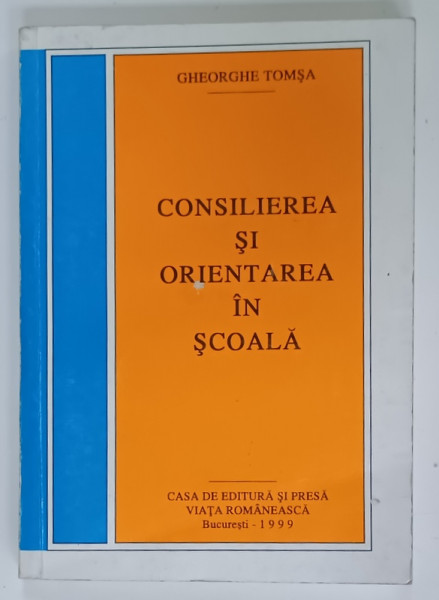 GHEORGHE TOMŞA
CONSILIEREA
ŞI
ORIENTAREA
ÎN
ŞCOALĂ
CASA DE EDITURĂ ŞI PRESĂ
VIAŢA ROMÂNEASCĂ
Bucureşti - 1999